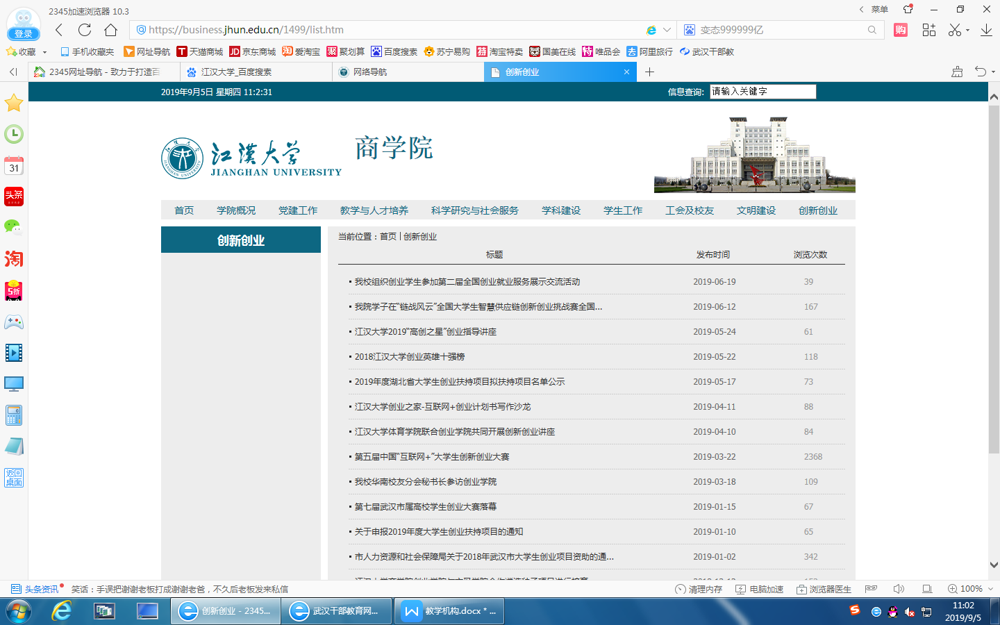 2345加速浏览器 10.3
菜单
登录
https://business.jhun.edu.cn/1499/list.htm
变态999999亿
购
收藏
手机收藏夹
网址导航
天猫商城
京东商城
爱淘宝
聚划算
百度搜索
苏宁易购
淘宝特卖
国美在线
唯品会
阿里旅行
武汉干部教
2345网址导航 - 致力于打造百
江汉大学_百度搜索
网络导航
创新创业
2019年9月5日 星期四 11:2:31
信息查询:
请输入关键字
31
头条
淘
5折
返回
桌面
江漢大学
JIANGHAN UNIVERSITY
商学院
首页
学院概况
党建工作
教学与人才培养
科学研究与社会服务
学科建设
学生工作
工会及校友
文明建设
创新创业
创新创业
当前位置：首页 | 创新创业
标题 发布时间 浏览次数
我校组织创业学生参加第二届全国创业就业服务展示交流活动 2019-06-19 39
我院学子在“链战风云”全国大学生智慧供应链创新创业挑战赛全国... 2019-06-12 167
江汉大学2019“高创之星”创业指导讲座 2019-05-24 61
2018江汉大学创业英雄十强榜 2019-05-22 118
2019年度湖北省大学生创业扶持项目拟扶持项目名单公示 2019-05-17 73
江汉大学创业之家-互联网+创业计划书写作沙龙 2019-04-11 88
江汉大学体育学院联合创业学院共同开展创新创业讲座 2019-04-10 84
第五届中国“互联网+”大学生创新创业大赛 2019-03-22 2368
我校华南校友分会秘书长参访创业学院 2019-03-18 109
第七届武汉市属高校学生创业大赛落幕 2019-01-15 67
关于申报2019年度大学生创业扶持项目的通知 2019-01-10 65
市人力资源和社会保障局关于2018年武汉市大学生创业项目资助的通... 2019-01-02 342
头条资讯
笑话：手误把谢谢老板打成谢谢老爸，不久后老板发来私信
清理内存
电脑加速
浏览器医生
100%
创新创业 - 2345...
武汉干部教育网...
教学机构.docx * ...
11:02
2019/9/5